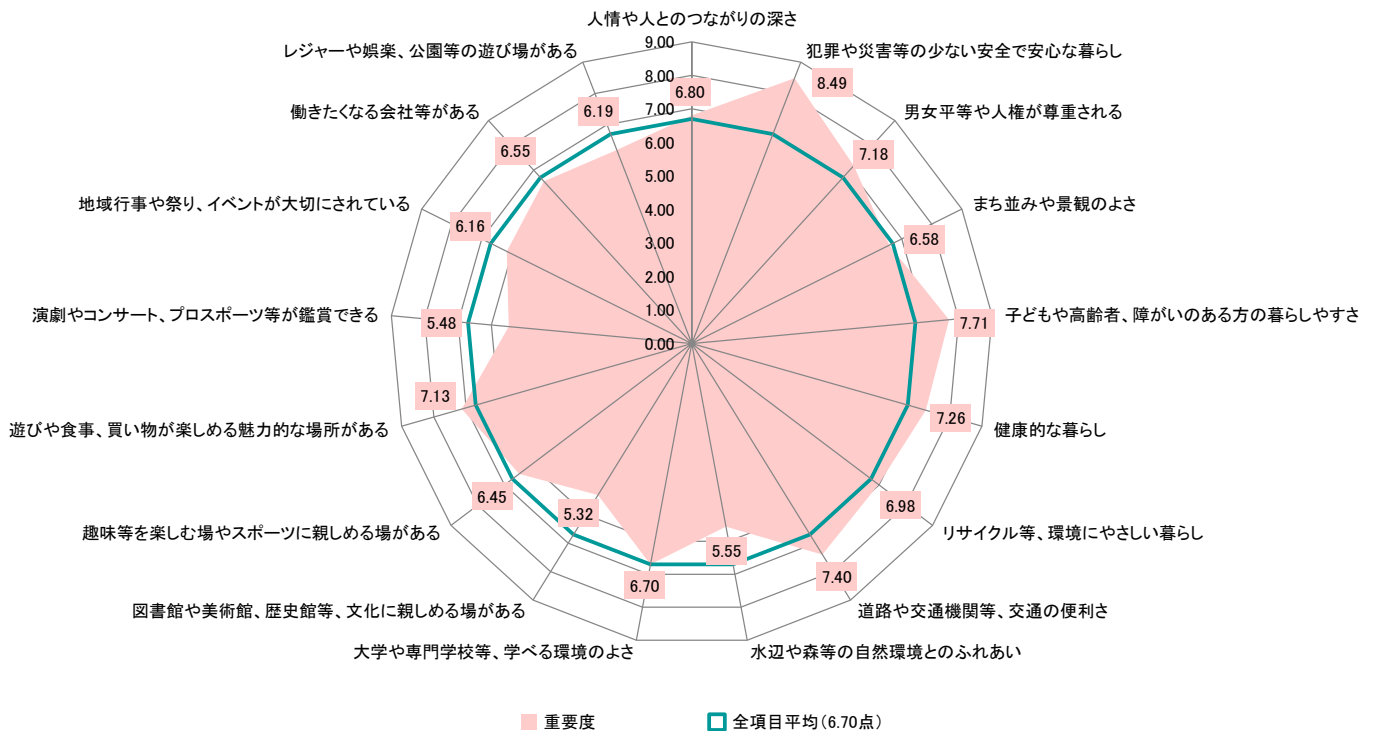 人情や人とのつながりの深さ
レジャーや娯楽、公園等の遊び場がある
9.00
犯罪や災害等の少ない安全で安心な暮らし
8.00
8.49
6.80
働きたくなる会社等がある
6.19
7.00
男女平等や人権が尊重される
6.55
6.00
7.18
5.00
地域行事や祭り、イベントが大切にされている
まち並みや景観のよさ
6.16
4.00
6.58
3.00
2.00
演劇やコンサート、プロスポーツ等が鑑賞できる
5.48
1.00
7.71
子どもや高齢者、障がいのある方の暮らしやすさ
0.00
7.13
遊びや食事、買い物が楽しめる魅力的な場所がある
7.26
健康的な暮らし
6.45
5.32
6.98
趣味等を楽しむ場やスポーツに親しめる場がある
リサイクル等、環境にやさしい暮らし
5.55
6.70
7.40
図書館や美術館、歴史館等、文化に親しめる場がある
道路や交通機関等、交通の便利さ
大学や専門学校等、学べる環境のよさ
水辺や森等の自然環境とのふれあい
重要度
全項目平均(6.70点)